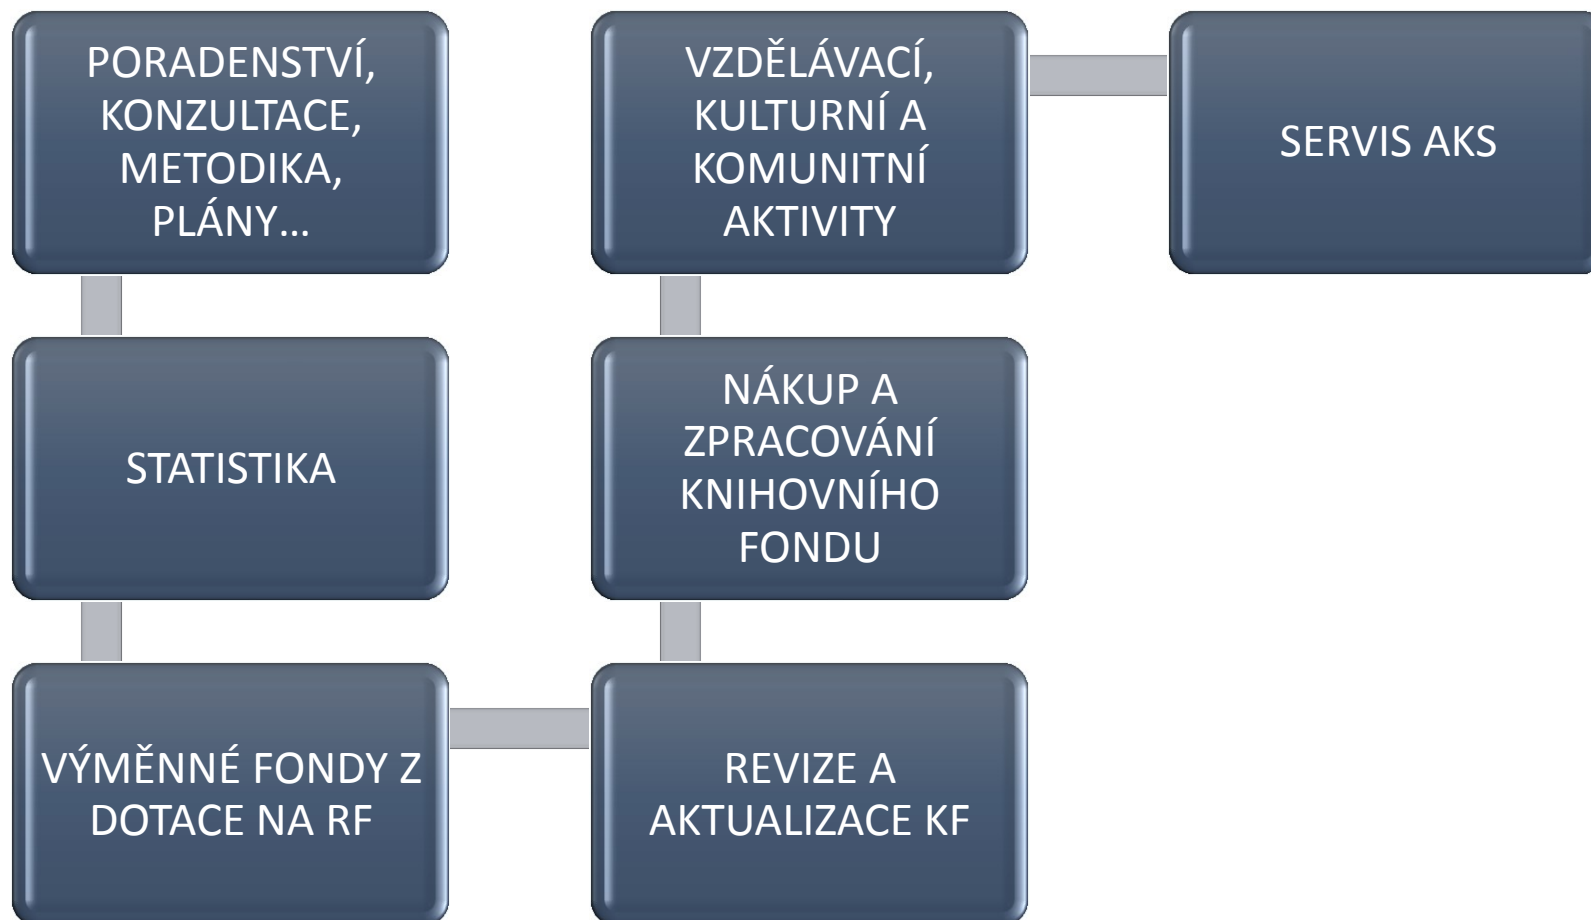 PORADENSTVÍ,
KONZULTACE,
METODIKA,
PLÁNY...
STATISTIKA
VÝMĚNNÉ FONDY Z
DOTACE NA RF
REVIZE A
AKTUALIZACE KF
NÁKUP A
ZPRACOVÁNÍ
KNIHOVNÍHO
FONDU
VZDĚLÁVACÍ,
KULTURNÍ A
KOMUNITNÍ
AKTIVITY
SERVIS AKS